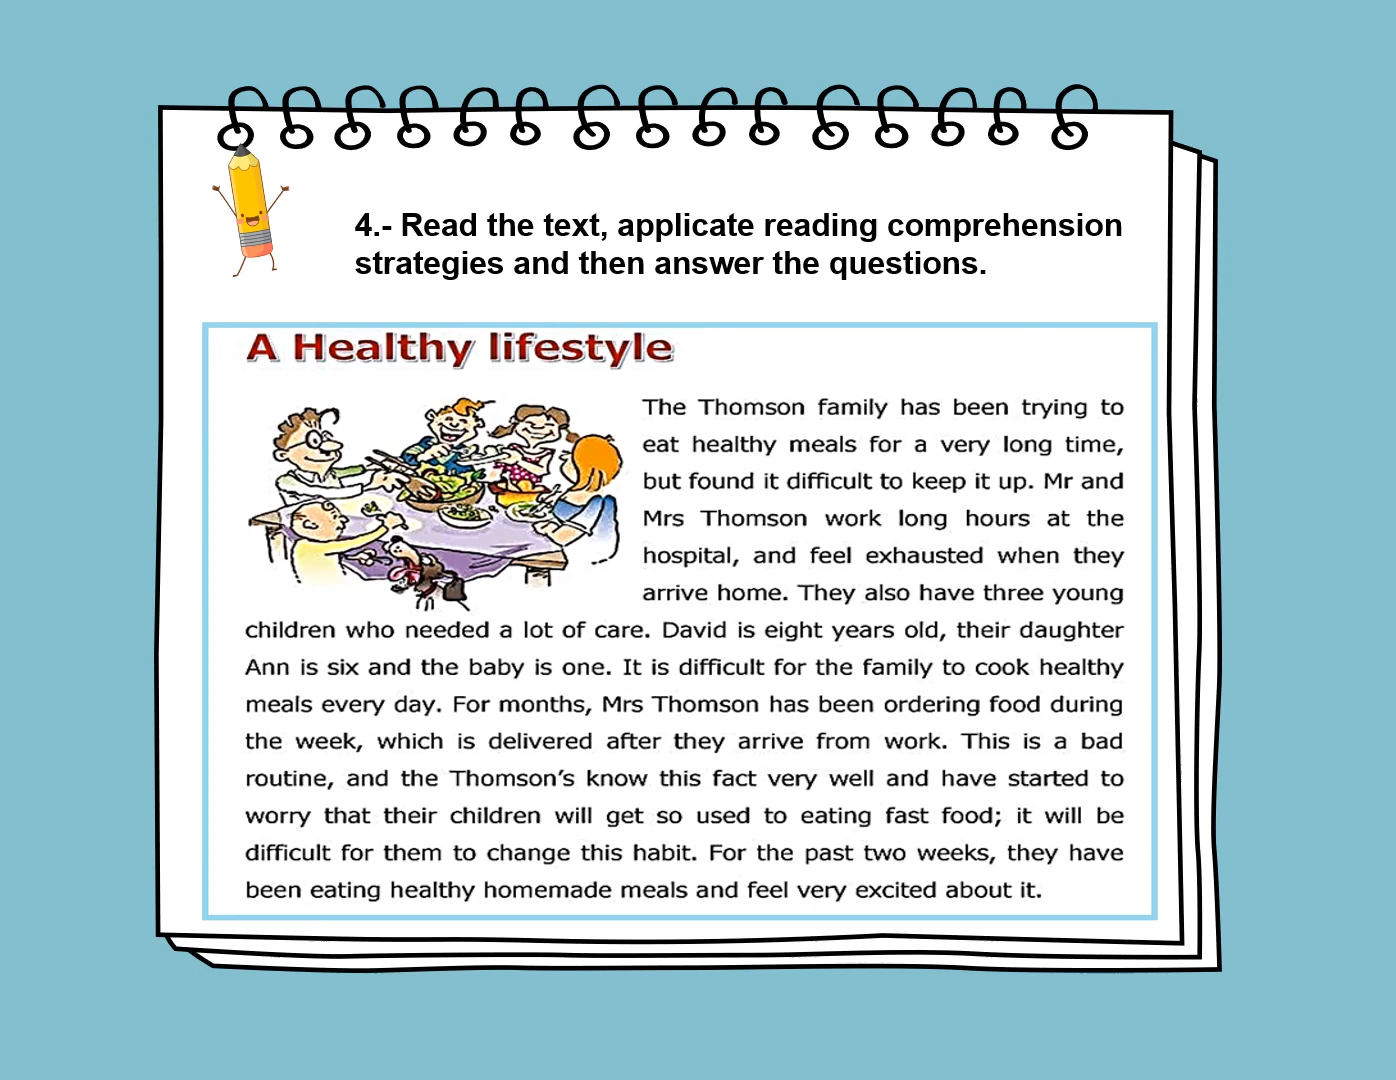 4.- Read the text, applicate reading comprehension
strategies and then answer the questions.
A Healthy lifestyle
The Thomson family has been trying to
eat healthy meals for a very long time,
but found it difficult to keep it up. Mr and
Mrs Thomson work long hours at the
hospital, and feel exhausted when they
arrive home. They also have three young
children who needed a lot of care. David is eight years old, their daughter
Ann is six and the baby is one. It is difficult for the family to cook healthy
meals every day. For months, Mrs Thomson has been ordering food during
the week, which is delivered after they arrive from work. This is a bad
routine, and the Thomson's know this fact very well and have started to
worry that their children will get so used to eating fast food; it will be
difficult for them to change this habit. For the past two weeks, they have
been eating healthy homemade meals and feel very excited about it.